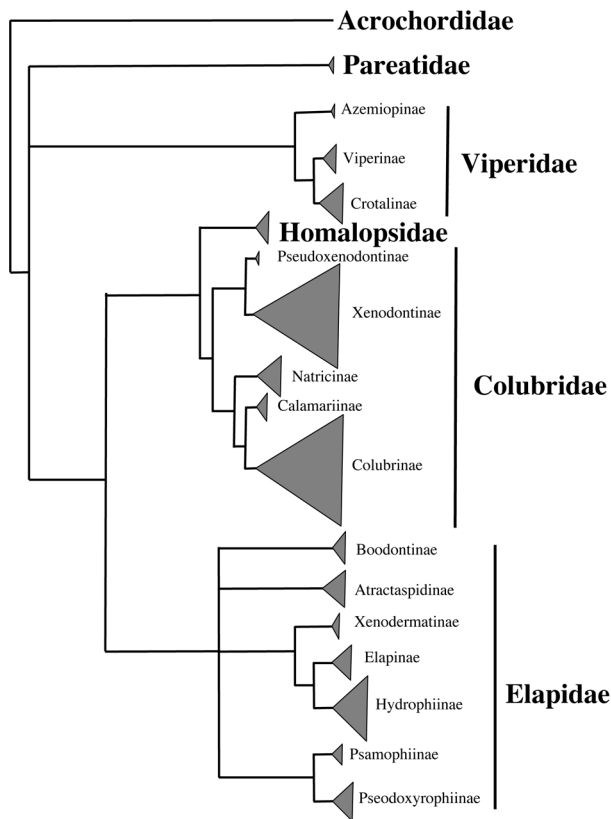 Acrochordidae
Pareatidae
Azemiopinae
Viperinae
Viperidae
Crotalinae
Homalopsidae
Pseudoxenodontinae
Xenodontinae
Natricinae
Colubridae
Calamariinae
Colubrinae
Boodontinae
Atractaspidinae
Xenodermatinae
Elapinae
Elapidae
Hydrophiinae
Psamophiinae
Pseodoxyrophiinae